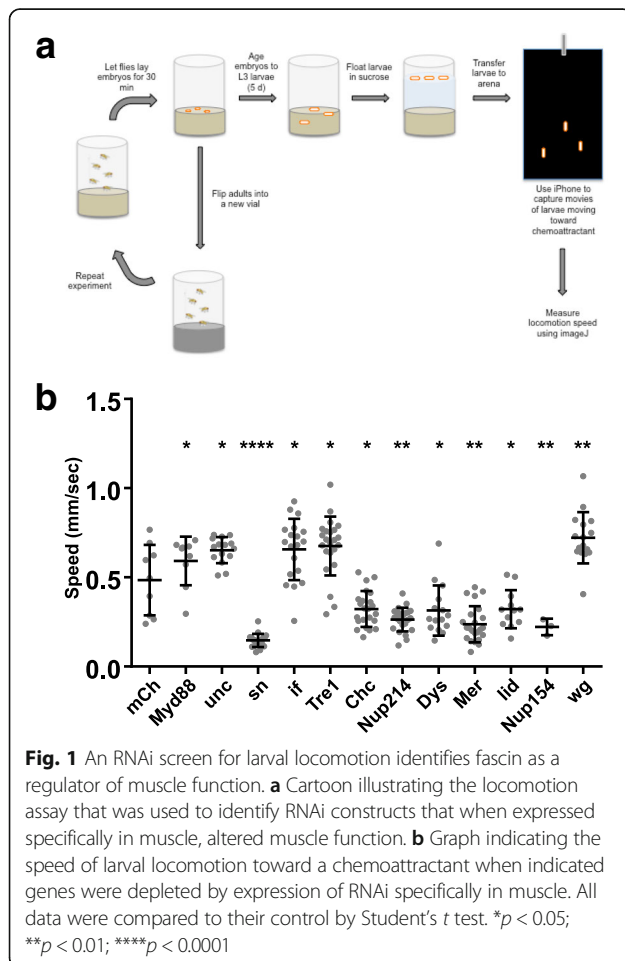 a
Let flies lay
embryos for 30
min
Age
embryos to
L3 larvae
(5 d)
Float larvae
in sucrose
Transfer
larvae to
arena
Flip adults into
a new vial
Repeat
experiment
Use iPhone to
capture movies
of larvae moving
toward
chemoattractant
Measure
locomotion speed
using imageJ
b
Speed (mm/sec)
1.5
1.0
0.5
0.0
* * **** * * * ** * ** * ** **
mCh Myd88 unc sn if Tre1 Chc Nup214 Dys Mer lid Nup154 wg
Fig. 1 An RNAi screen for larval locomotion identifies fascin as a
regulator of muscle function. a Cartoon illustrating the locomotion
assay that was used to identify RNAi constructs that when expressed
specifically in muscle, altered muscle function. b Graph indicating the
speed of larval locomotion toward a chemoattractant when indicated
genes were depleted by expression of RNAi specifically in muscle. All
data were compared to their control by Student's t test. *p < 0.05;
**p < 0.01; ****p < 0.0001